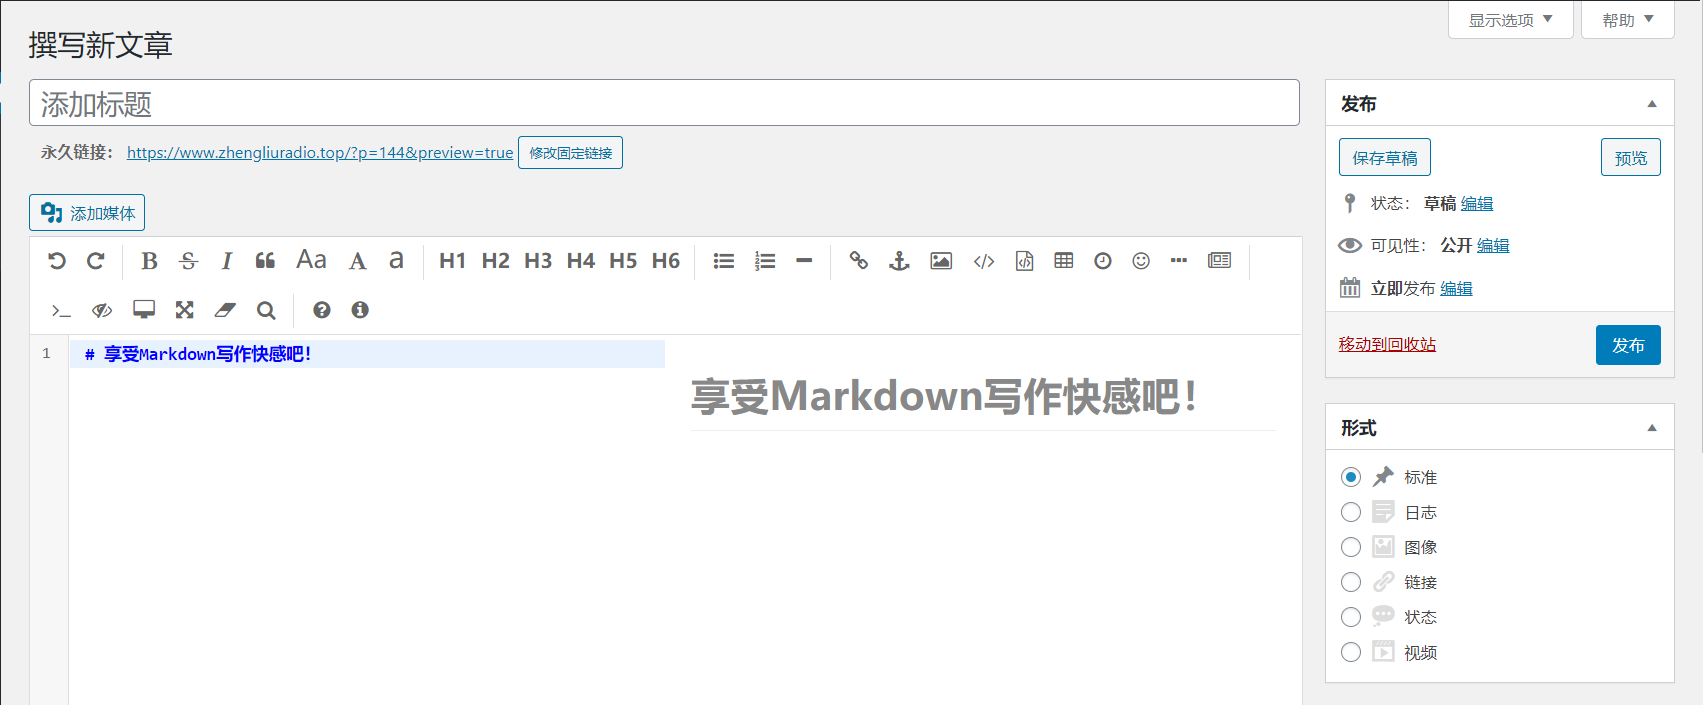 显示选项
帮助
撰写新文章
添加标题
永久链接： https://www.zhengliuradio.top/?p=144&preview=true 修改固定链接
添加媒体
B S I Aa A a H1 H2 H3 H4 H5 H6
1 # 享受Markdown写作快感吧！
享受Markdown写作快感吧！
发布
保存草稿 预览
状态： 草稿 编辑
可见性： 公开 编辑
立即发布 编辑
移动到回收站 发布
形式
标准
日志
图像
链接
状态
视频